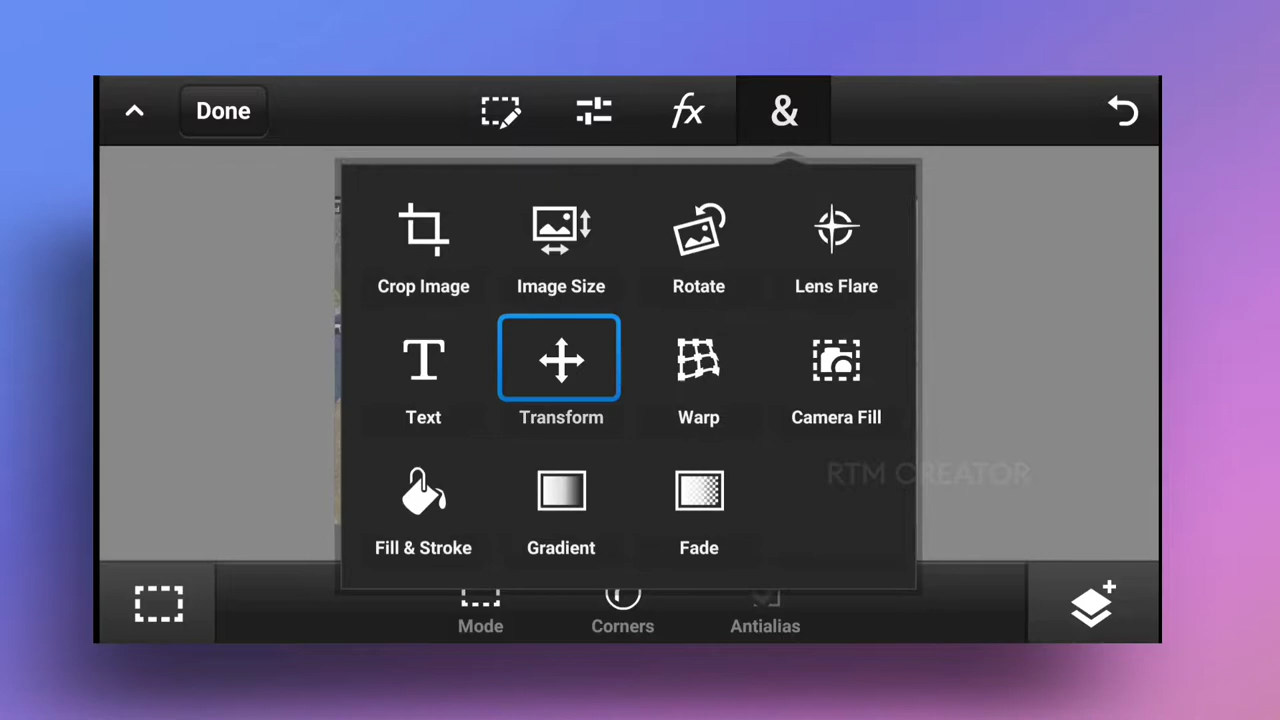 Done
fx
&
Crop Image
Image Size
Rotate
Lens Flare
T
Text
Transform
Warp
Camera Fill
RTM CREATOR
Fill & Stroke
Gradient
Fade
Mode
Corners
Antialias